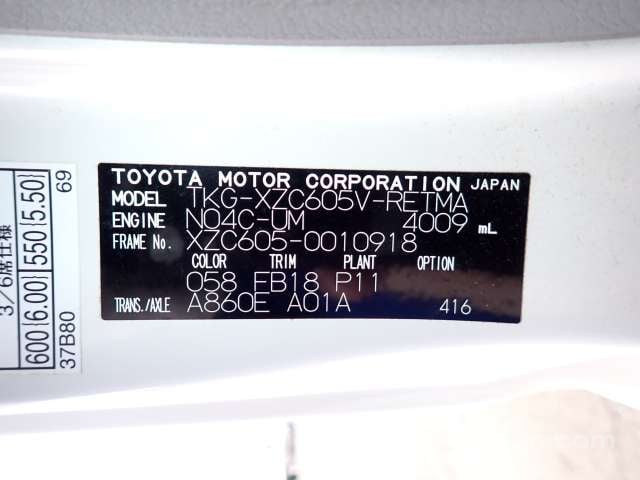 TOYOTA MOTOR CORPORATION JAPAN
MODEL TKG-XZC605V-RETMA
ENGINE N04C-UM 4009 mL
FRAME No. XZC605-0010918
COLOR TRIM PLANT OPTION
058 FB18 P11
TRANS./AXLE A860E A01A 416
3/6席仕様 69
600(6.00) 550(5.50)
37B80